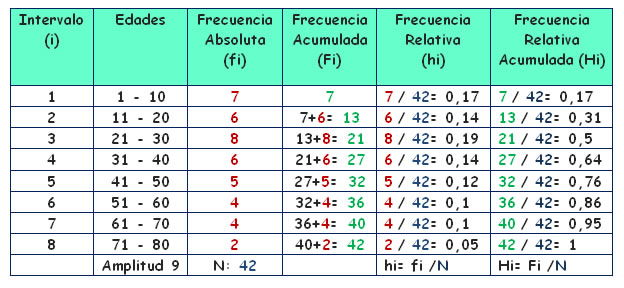 Intervalo (i) Edades Frecuencia Absoluta (fi) Frecuencia Acumulada (Fi) Frecuencia Relativa (hi) Frecuencia Relativa Acumulada (Hi)
1 1 - 10 7 7 7 / 42= 0,17 7 / 42= 0,17
2 11 - 20 6 7+6= 13 6 / 42= 0,14 13 / 42= 0,31
3 21 - 30 8 13+8= 21 8 / 42= 0,19 21 / 42= 0,5
4 31 - 40 6 21+6= 27 6 / 42= 0,14 27 / 42= 0,64
5 41 - 50 5 27+5= 32 5 / 42= 0,12 32 / 42= 0,76
6 51 - 60 4 32+4= 36 4 / 42= 0,1 36 / 42= 0,86
7 61 - 70 4 36+4= 40 4 / 42= 0,1 40 / 42= 0,95
8 71 - 80 2 40+2= 42 2 / 42= 0,05 42 / 42= 1
Amplitud 9 N: 42 hi= fi /N Hi= Fi /N